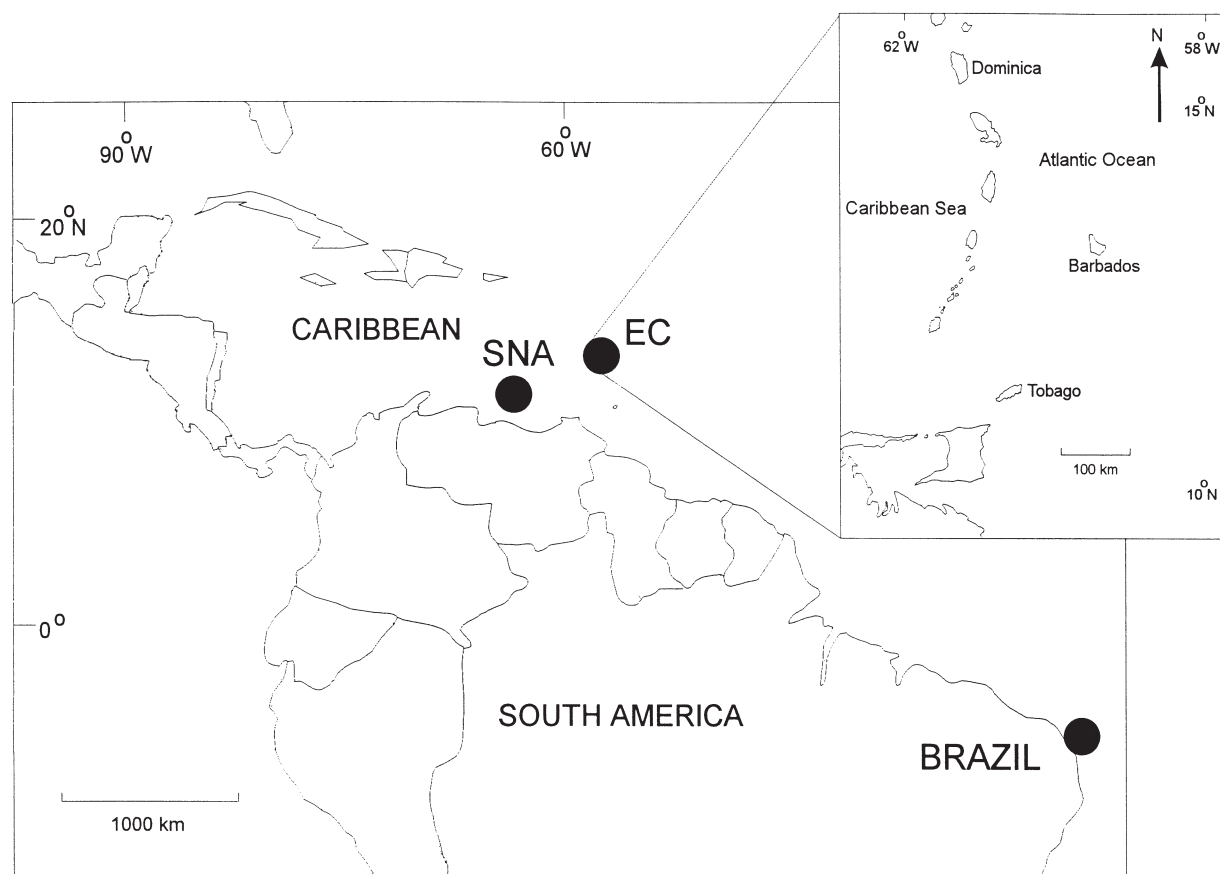 62°W
N
58°W
Dominica
15°N
90°W
60°W
Atlantic Ocean
20°N
Caribbean Sea
Barbados
CARIBBEAN
EC
SNA
Tobago
100 km
10°N
0°
SOUTH AMERICA
BRAZIL
1000 km